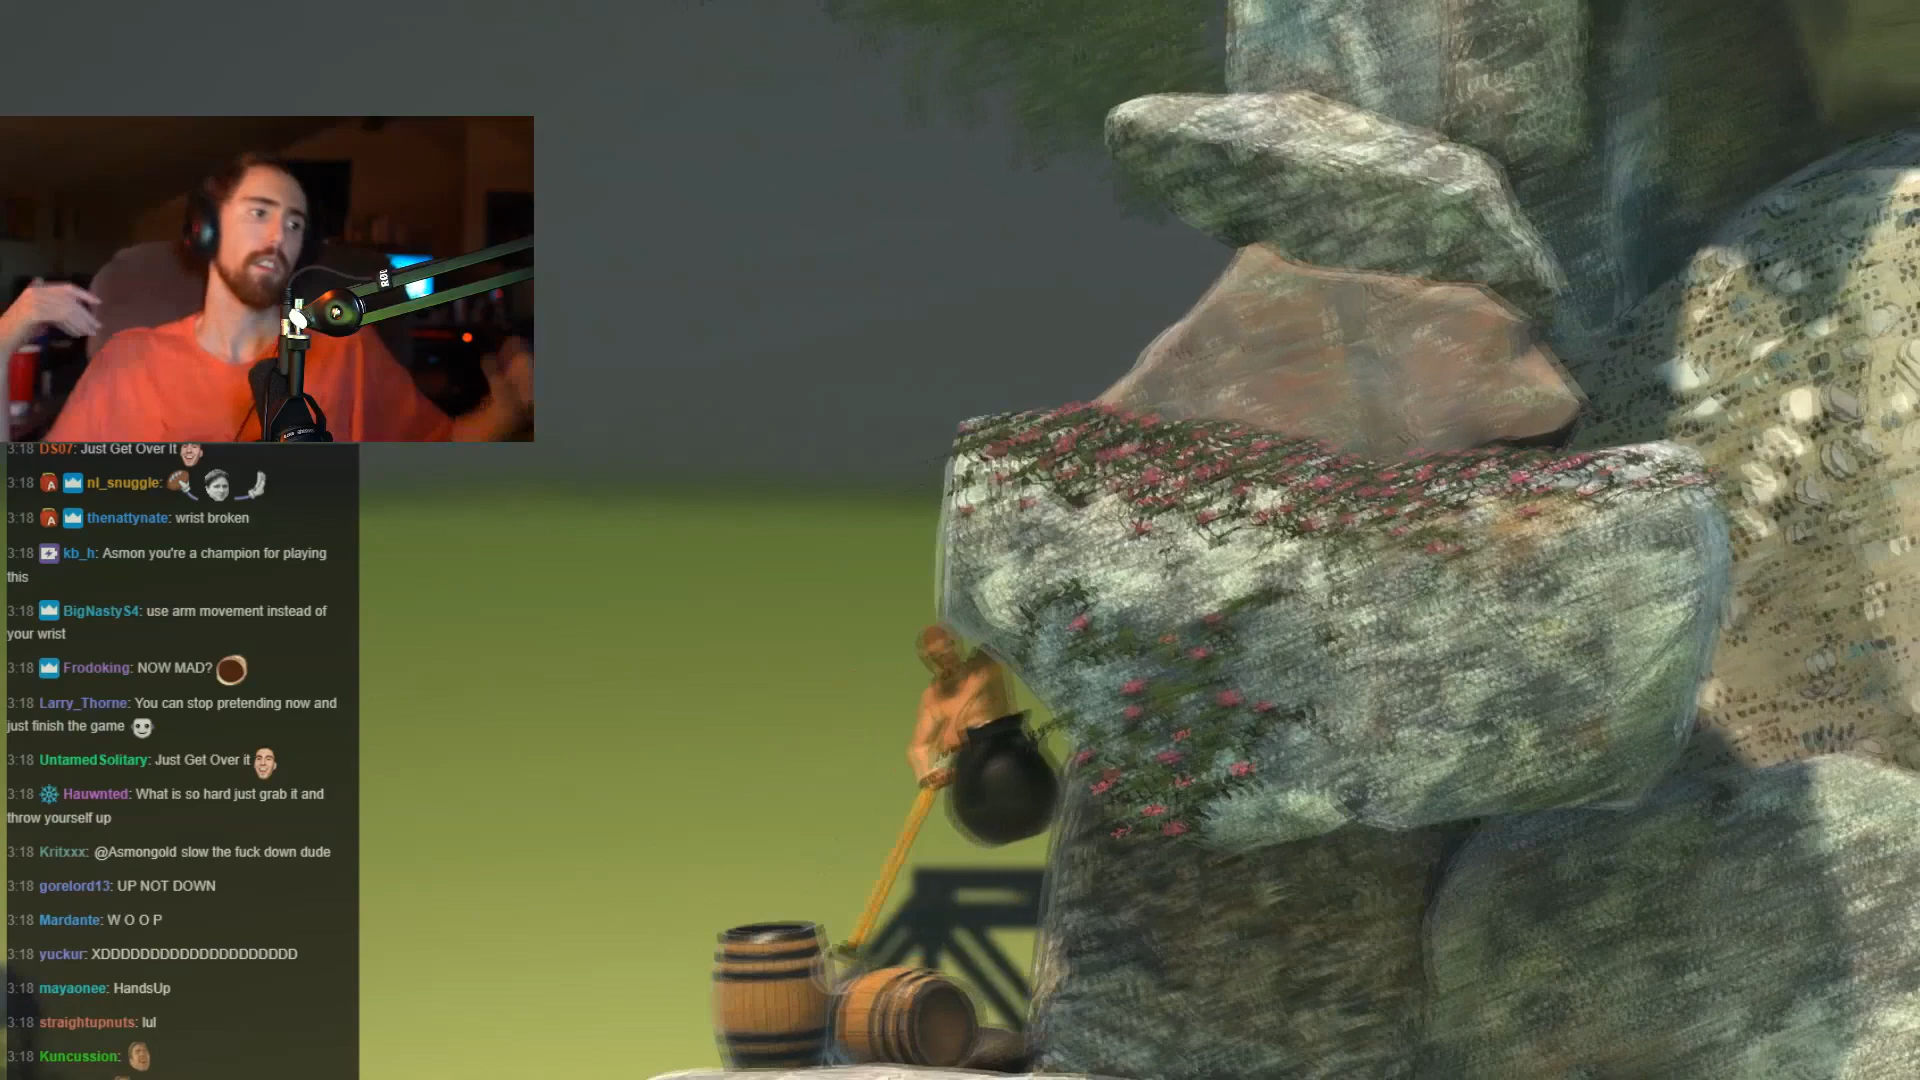 RØD
3:18 DS07: Just Get Over It
3:18 nl_snuggle:
3:18 thenattynate: wrist broken
3:18 kb_h: Asmon you're a champion for playing
this
3:18 BigNastyS4: use arm movement instead of
your wrist
3:18 Frodoking: NOW MAD?
3:18 Larry_Thorne: You can stop pretending now and
just finish the game
3:18 UntamedSolitary: Just Get Over it
3:18 Hauwnted: What is so hard just grab it and
throw yourself up
3:18 Kritxxx: @Asmongold slow the fuck down dude
3:18 gorelord13: UP NOT DOWN
3:18 Mardante: W O O P
3:18 yuckur: XDDDDDDDDDDDDDDDDDDDDD
3:18 mayaonee: HandsUp
3:18 straightupnuts: lul
3:18 Kuncussion: